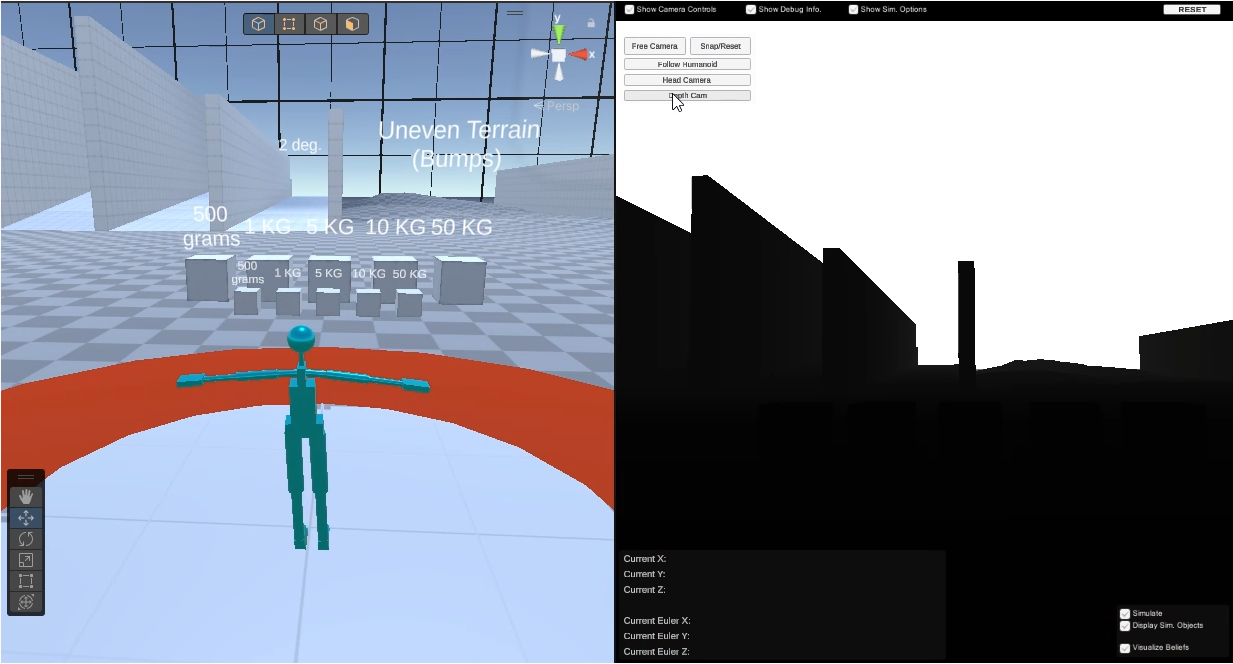 y
x
Persp
2 deg.
Uneven Terrain
(Bumps)
500
grams
1 KG
5 KG
10 KG
50 KG
500
grams
1 KG
5 KG
10 KG
50 KG
Show Camera Controls
Show Debug Info.
Show Sim. Options
RESET
Free Camera
Snap/Reset
Follow Humanoid
Head Camera
Depth Cam
Current X:
Current Y:
Current Z:
Current Euler X:
Current Euler Y:
Current Euler Z:
Simulate
Display Sim. Objects
Visualize Beliefs